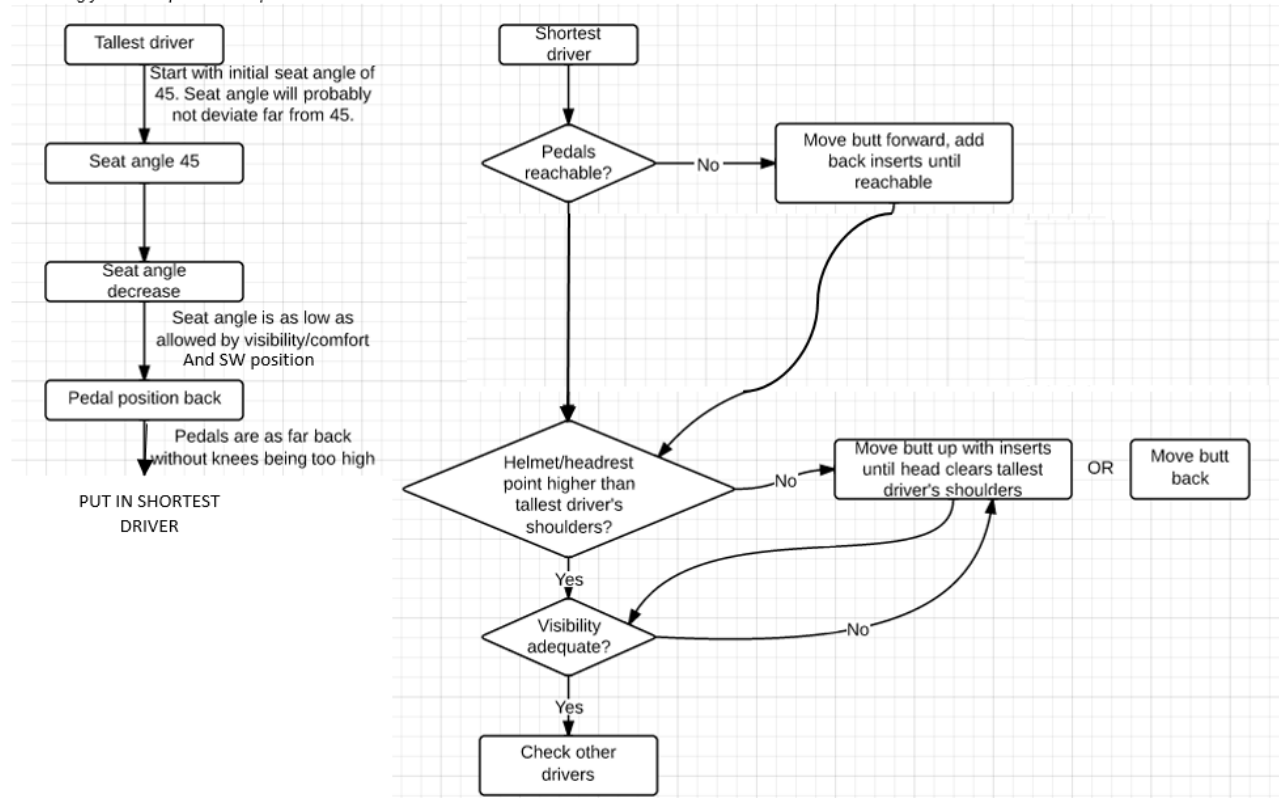 Tallest driver
Start with initial seat angle of
45. Seat angle will probably
not deviate far from 45.
Seat angle 45
Seat angle
decrease
Seat angle is as low as
allowed by visibility/comfort
And SW position
Pedal position back
Pedals are as far back
without knees being too high
PUT IN SHORTEST
DRIVER
Shortest
driver
Pedals
reachable?
No
Move butt forward, add
back inserts until
reachable
Helmet/headrest
point higher than
tallest driver's
shoulders?
No
Move butt up with inserts
until head clears tallest
driver's shoulders
OR
Move butt
back
Yes
Visibility
adequate?
No
Yes
Check other
drivers